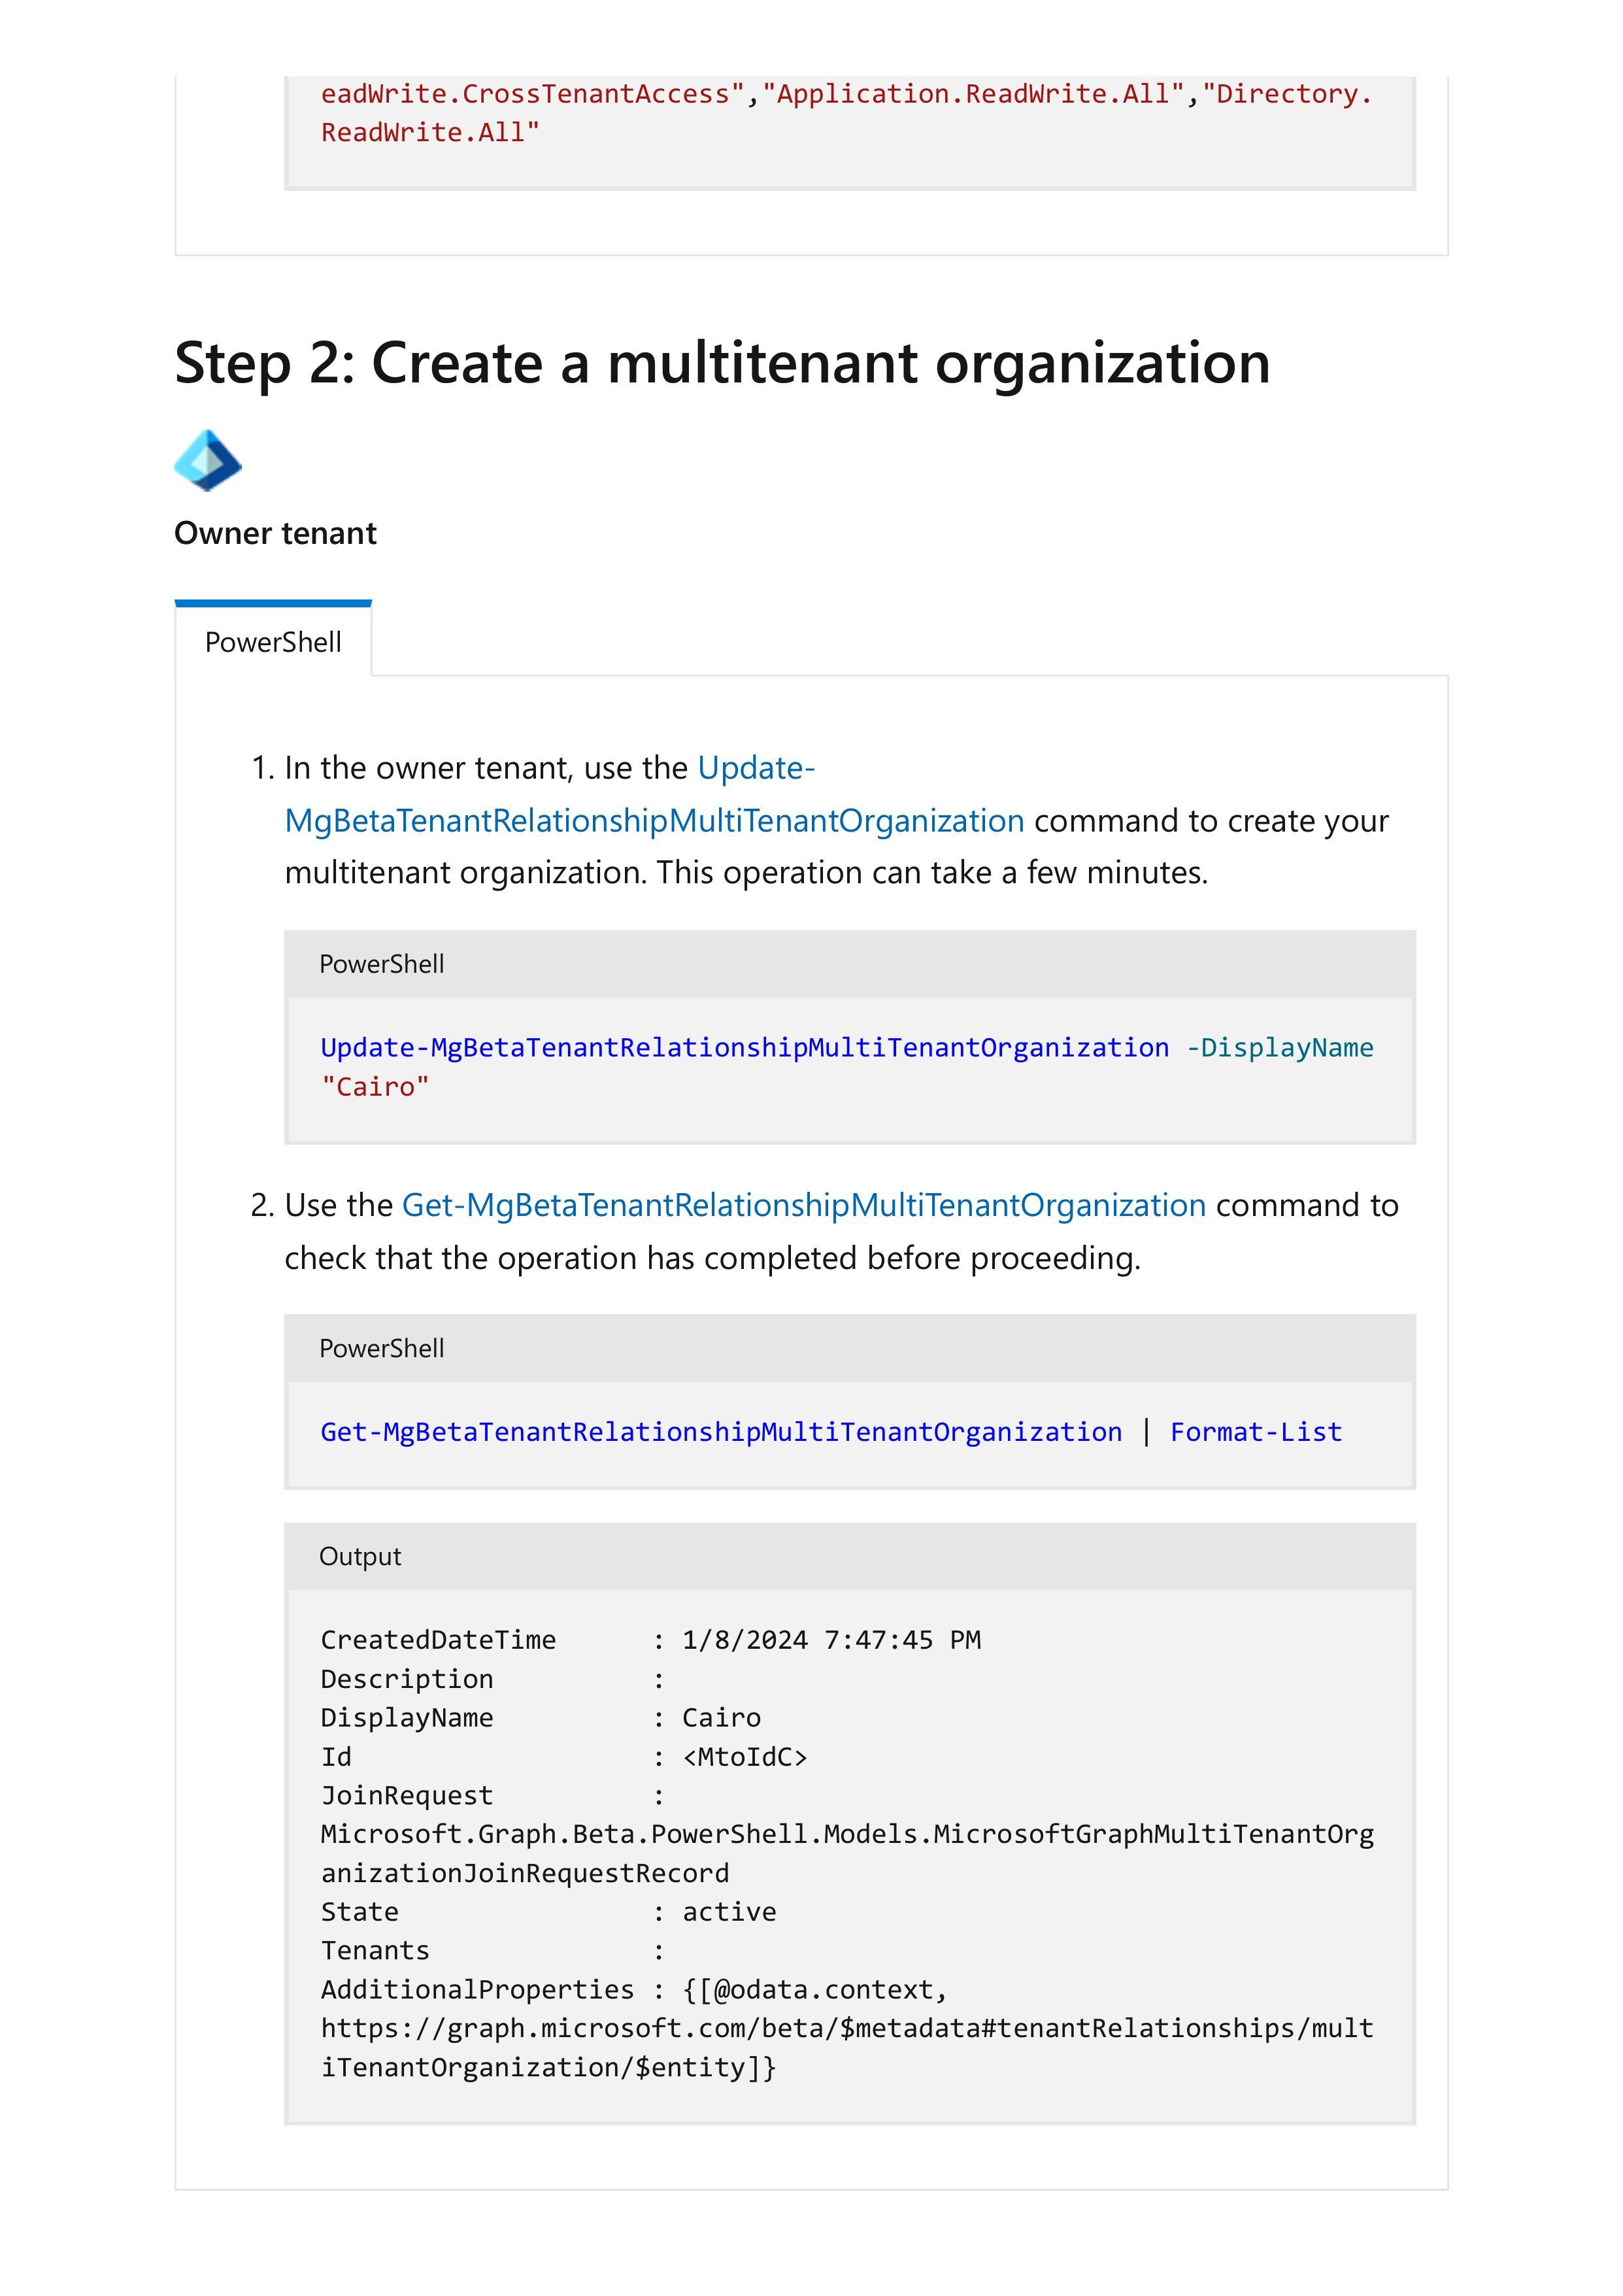 eadWrite.CrossTenantAccess","Application.ReadWrite.All","Directory.
ReadWrite.All"
Step 2: Create a multitenant organization
Owner tenant
PowerShell
1. In the owner tenant, use the Update-
MgBetaTenantRelationshipMultiTenantOrganization command to create your
multitenant organization. This operation can take a few minutes.
PowerShell
Update-MgBetaTenantRelationshipMultiTenantOrganization -DisplayName
"Cairo"
2. Use the Get-MgBetaTenantRelationshipMultiTenantOrganization command to
check that the operation has completed before proceeding.
PowerShell
Get-MgBetaTenantRelationshipMultiTenantOrganization | Format-List
Output
CreatedDateTime      : 1/8/2024 7:47:45 PM
Description          :
DisplayName          : Cairo
Id                   : <MtoIdC>
JoinRequest          :
Microsoft.Graph.Beta.PowerShell.Models.MicrosoftGraphMultiTenantOrg
anizationJoinRequestRecord
State                : active
Tenants              :
AdditionalProperties : {[@odata.context,
https://graph.microsoft.com/beta/$metadata#tenantRelationships/mult
iTenantOrganization/$entity]}